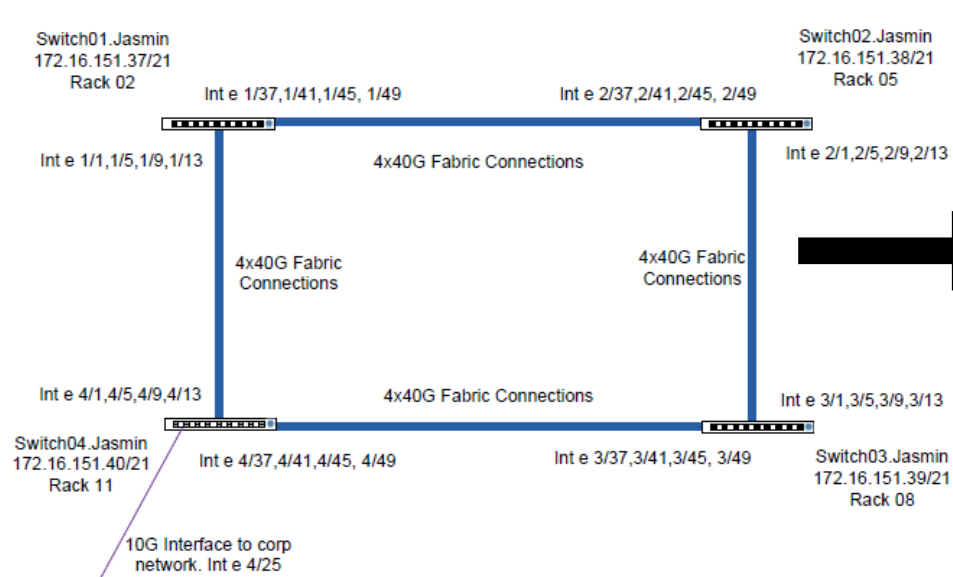 Switch01.Jasmin
172.16.151.37/21
Rack 02
Switch02.Jasmin
172.16.151.38/21
Rack 05
Int e 1/37,1/41,1/45, 1/49
Int e 2/37,2/41,2/45, 2/49
Int e 1/1,1/5,1/9,1/13
4x40G Fabric Connections
Int e 2/1,2/5,2/9,2/13
4x40G Fabric
Connections
4x40G Fabric
Connections
Int e 4/1,4/5,4/9,4/13
4x40G Fabric Connections
Int e 3/1,3/5,3/9,3/13
Switch04.Jasmin
172.16.151.40/21
Rack 11
Int e 4/37,4/41,4/45, 4/49
Int e 3/37,3/41,3/45, 3/49
Switch03.Jasmin
172.16.151.39/21
Rack 08
10G Interface to corp
network. Int e 4/25